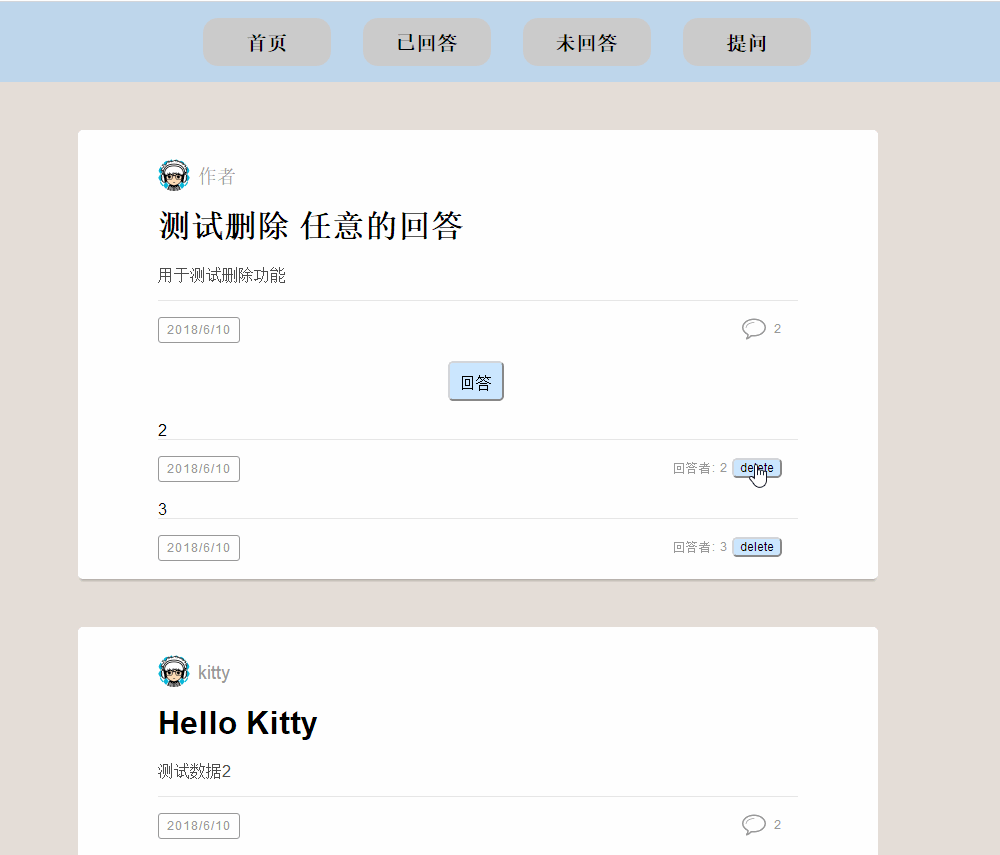 首页 已回答 未回答 提问
作者
测试删除 任意的回答
用于测试删除功能
2018/6/10 2
回答
2
2018/6/10 回答者: 2 delete
3
2018/6/10 回答者: 3 delete
kitty
Hello Kitty
测试数据2
2018/6/10 2